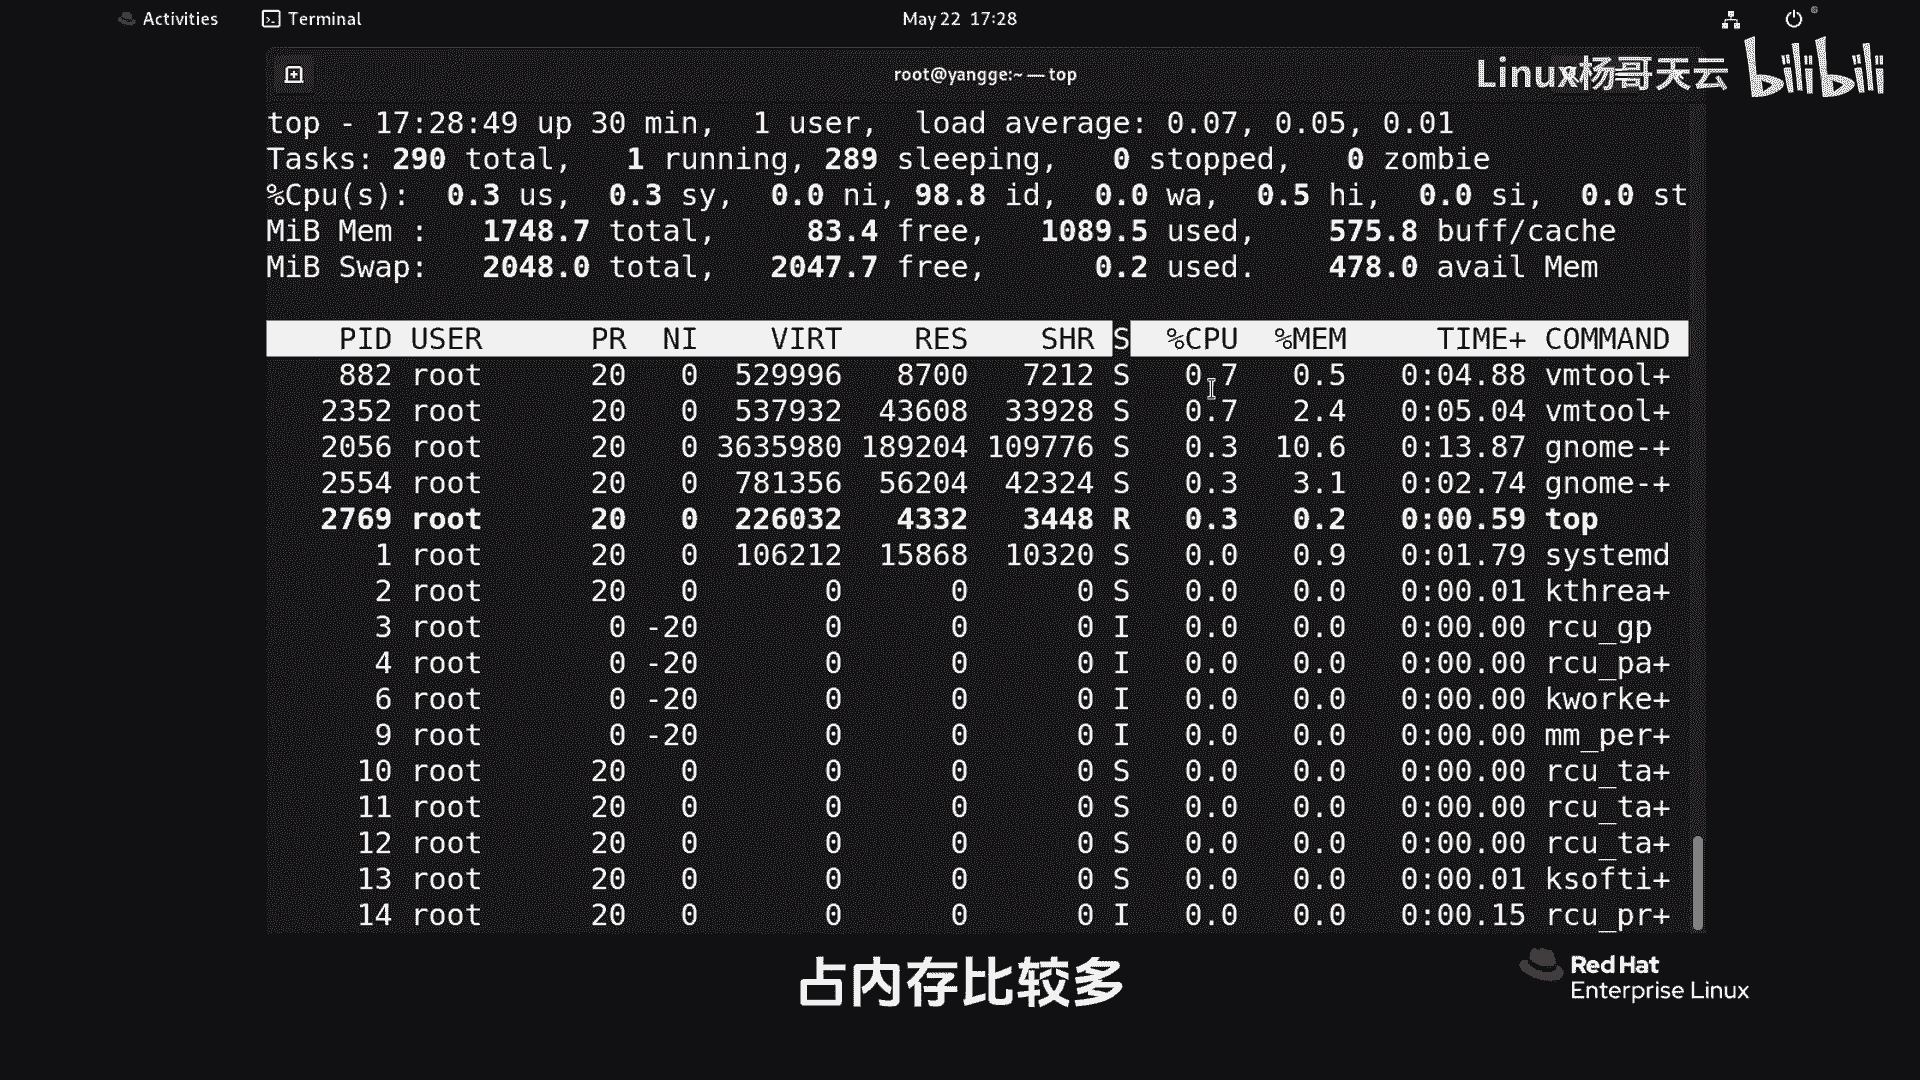 Activities Terminal May 22 17:28
root@yangge:~ — top
Linux杨哥天云 bilibili
top - 17:28:49 up 30 min, 1 user, load average: 0.07, 0.05, 0.01
Tasks: 290 total, 1 running, 289 sleeping, 0 stopped, 0 zombie
%Cpu(s): 0.3 us, 0.3 sy, 0.0 ni, 98.8 id, 0.0 wa, 0.5 hi, 0.0 si, 0.0 st
MiB Mem : 1748.7 total, 83.4 free, 1089.5 used, 575.8 buff/cache
MiB Swap: 2048.0 total, 2047.7 free, 0.2 used. 478.0 avail Mem
PID USER PR NI VIRT RES SHR S %CPU %MEM TIME+ COMMAND
882 root 20 0 529996 8700 7212 S 0.7 0.5 0:04.88 vmtool+
2352 root 20 0 537932 43608 33928 S 0.7 2.4 0:05.04 vmtool+
2056 root 20 0 3635980 189204 109776 S 0.3 10.6 0:13.87 gnome-+
2554 root 20 0 781356 56204 42324 S 0.3 3.1 0:02.74 gnome-+
2769 root 20 0 226032 4332 3448 R 0.3 0.2 0:00.59 top
1 root 20 0 106212 15868 10320 S 0.0 0.9 0:01.79 systemd
2 root 20 0 0 0 0 S 0.0 0.0 0:00.01 kthrea+
3 root 0 -20 0 0 0 I 0.0 0.0 0:00.00 rcu_gp
4 root 0 -20 0 0 0 I 0.0 0.0 0:00.00 rcu_pa+
6 root 0 -20 0 0 0 I 0.0 0.0 0:00.00 kworke+
9 root 0 -20 0 0 0 I 0.0 0.0 0:00.00 mm_per+
10 root 20 0 0 0 0 S 0.0 0.0 0:00.00 rcu_ta+
11 root 20 0 0 0 0 S 0.0 0.0 0:00.00 rcu_ta+
12 root 20 0 0 0 0 S 0.0 0.0 0:00.00 rcu_ta+
13 root 20 0 0 0 0 S 0.0 0.0 0:00.01 ksofti+
14 root 20 0 0 0 0 I 0.0 0.0 0:00.15 rcu_pr+
占内存比较多
Red Hat
Enterprise Linux